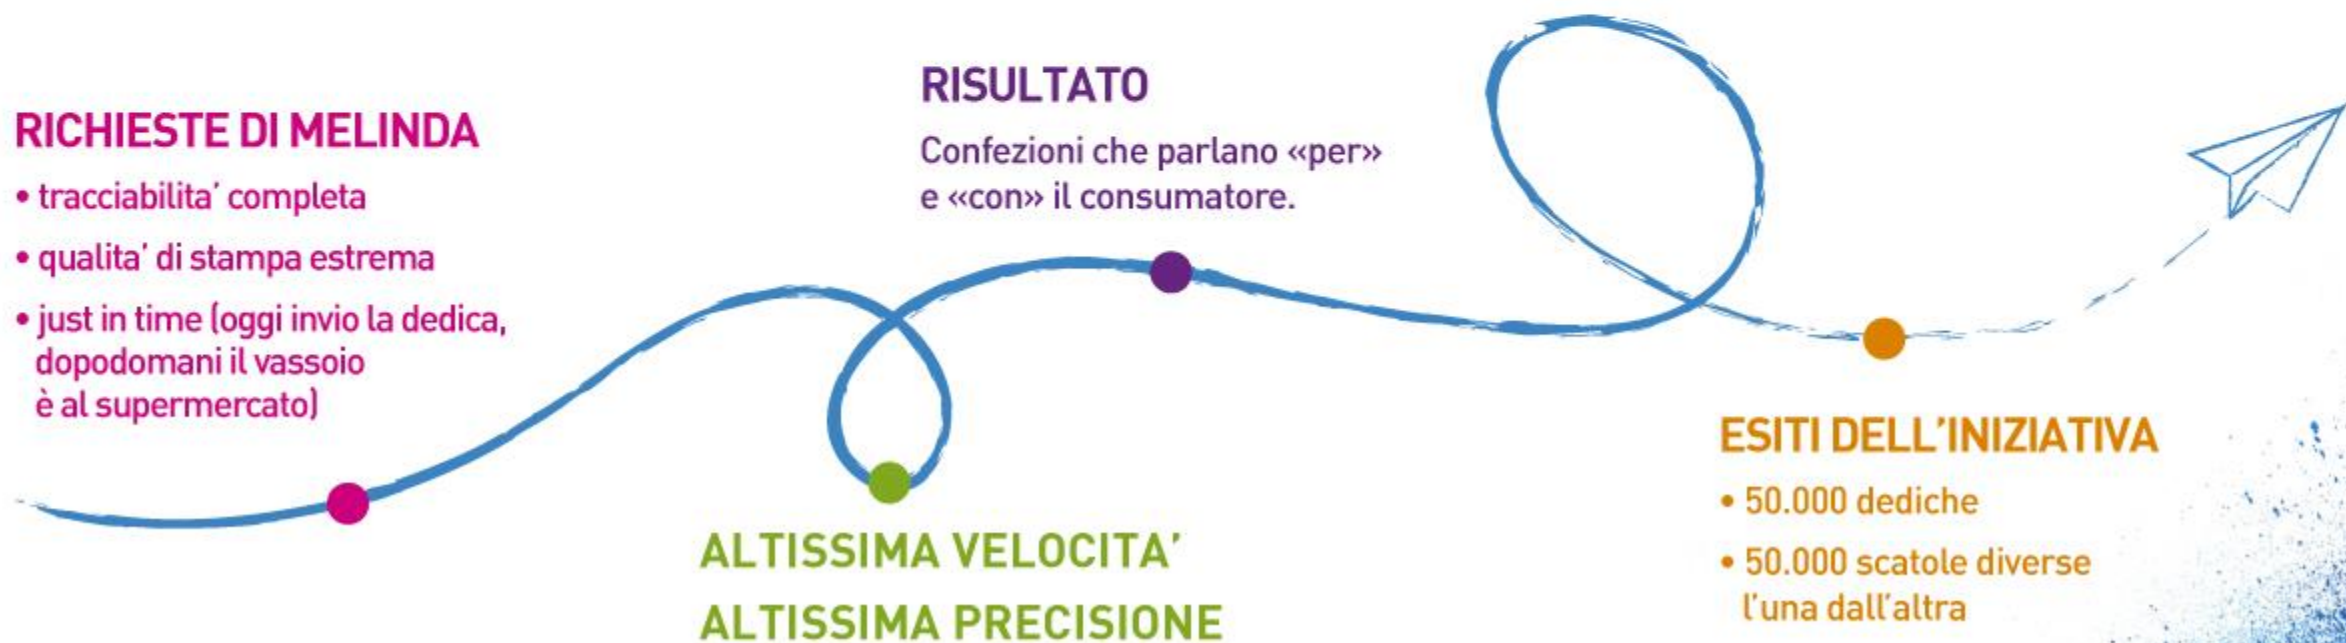 RICHIESTE DI MELINDA
• tracciabilita' completa
• qualita' di stampa estrema
• just in time (oggi invio la dedica,
dopodomani il vassoio
è al supermercato)
ALTISSIMA VELOCITA'
ALTISSIMA PRECISIONE
RISULTATO
Confezioni che parlano «per»
e «con» il consumatore.
ESITI DELL'INIZIATIVA
• 50.000 dediche
• 50.000 scatole diverse
l'una dall'altra